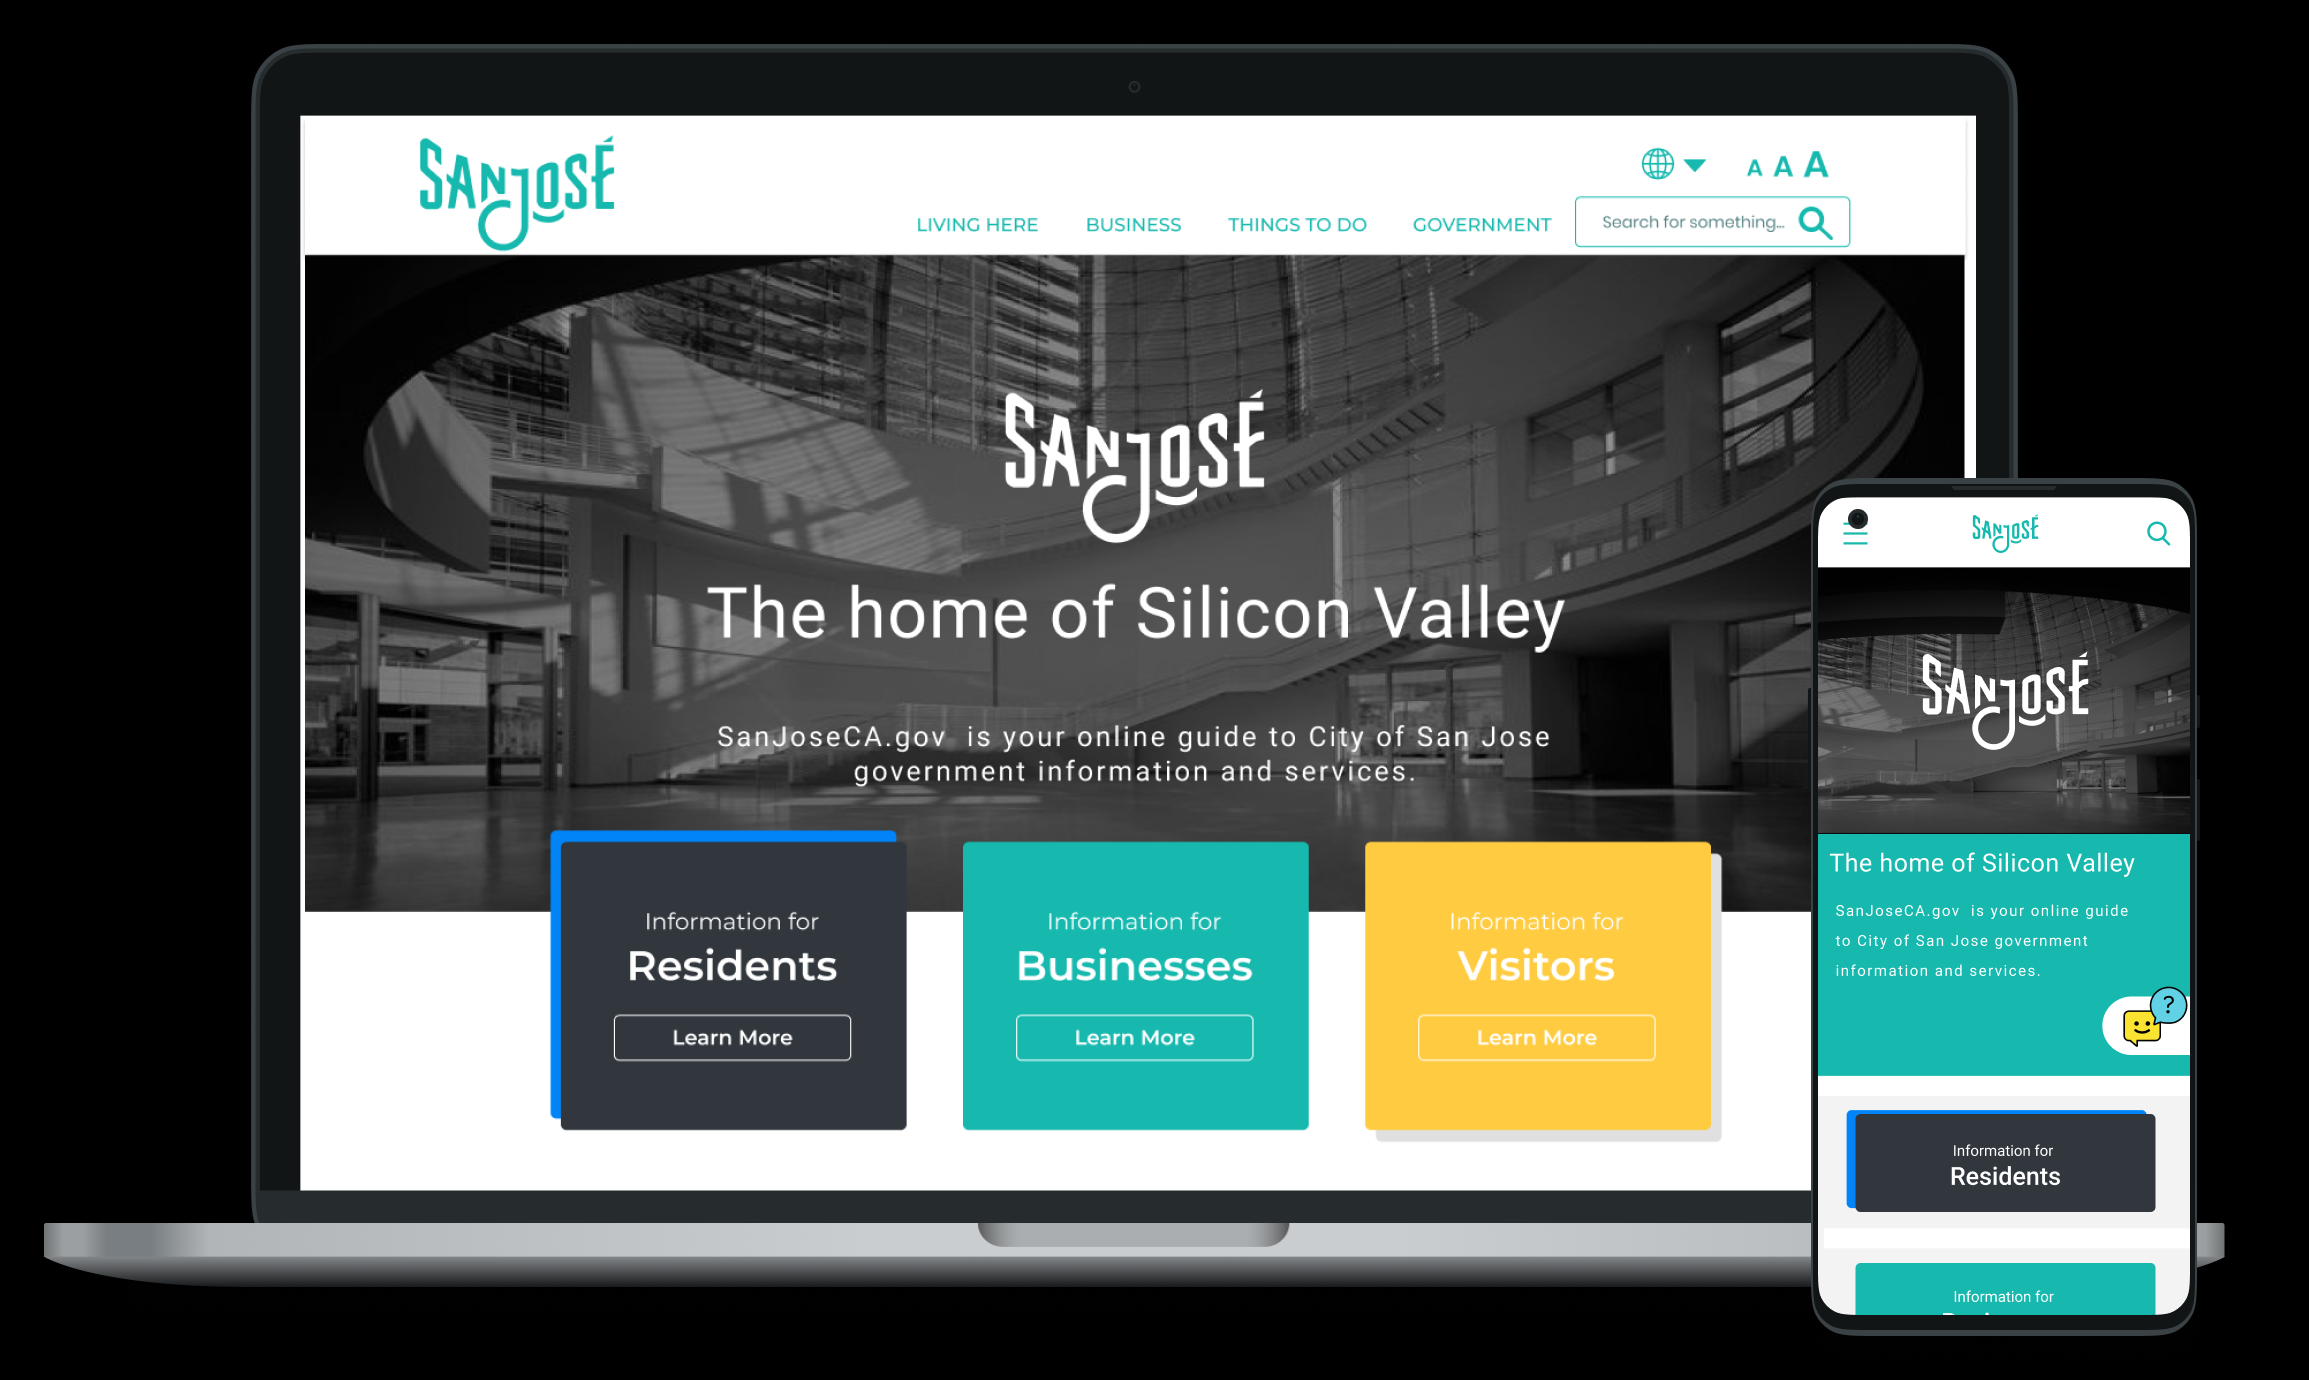 SANJOSÉ
A A A
LIVING HERE BUSINESS THINGS TO DO GOVERNMENT Search for something...
SANJOSÉ
The home of Silicon Valley
SanJoseCA.gov is your online guide to City of San Jose
government information and services.
Information for
Residents
Learn More
Information for
Businesses
Learn More
Information for
Visitors
Learn More
SANJOSÉ
SANJOSÉ
The home of Silicon Valley
SanJoseCA.gov is your online guide
to City of San Jose government
information and services.
?
Information for
Residents
Information for